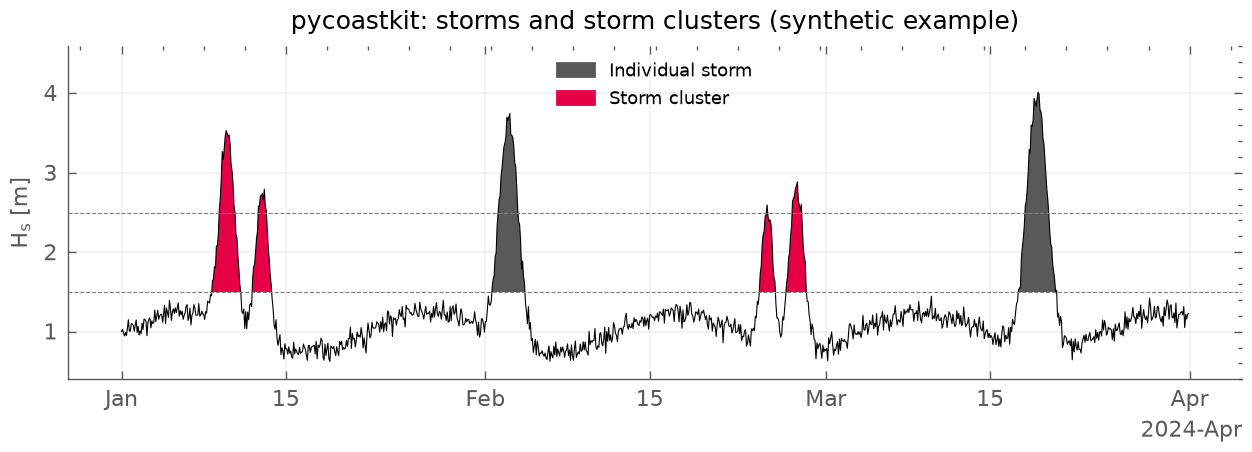 pycoastkit: storms and storm clusters (synthetic example)
Individual storm
Storm cluster
Hs [m]
4
3
2
1
Jan 15 Feb 15 Mar 15 Apr
2024-Apr